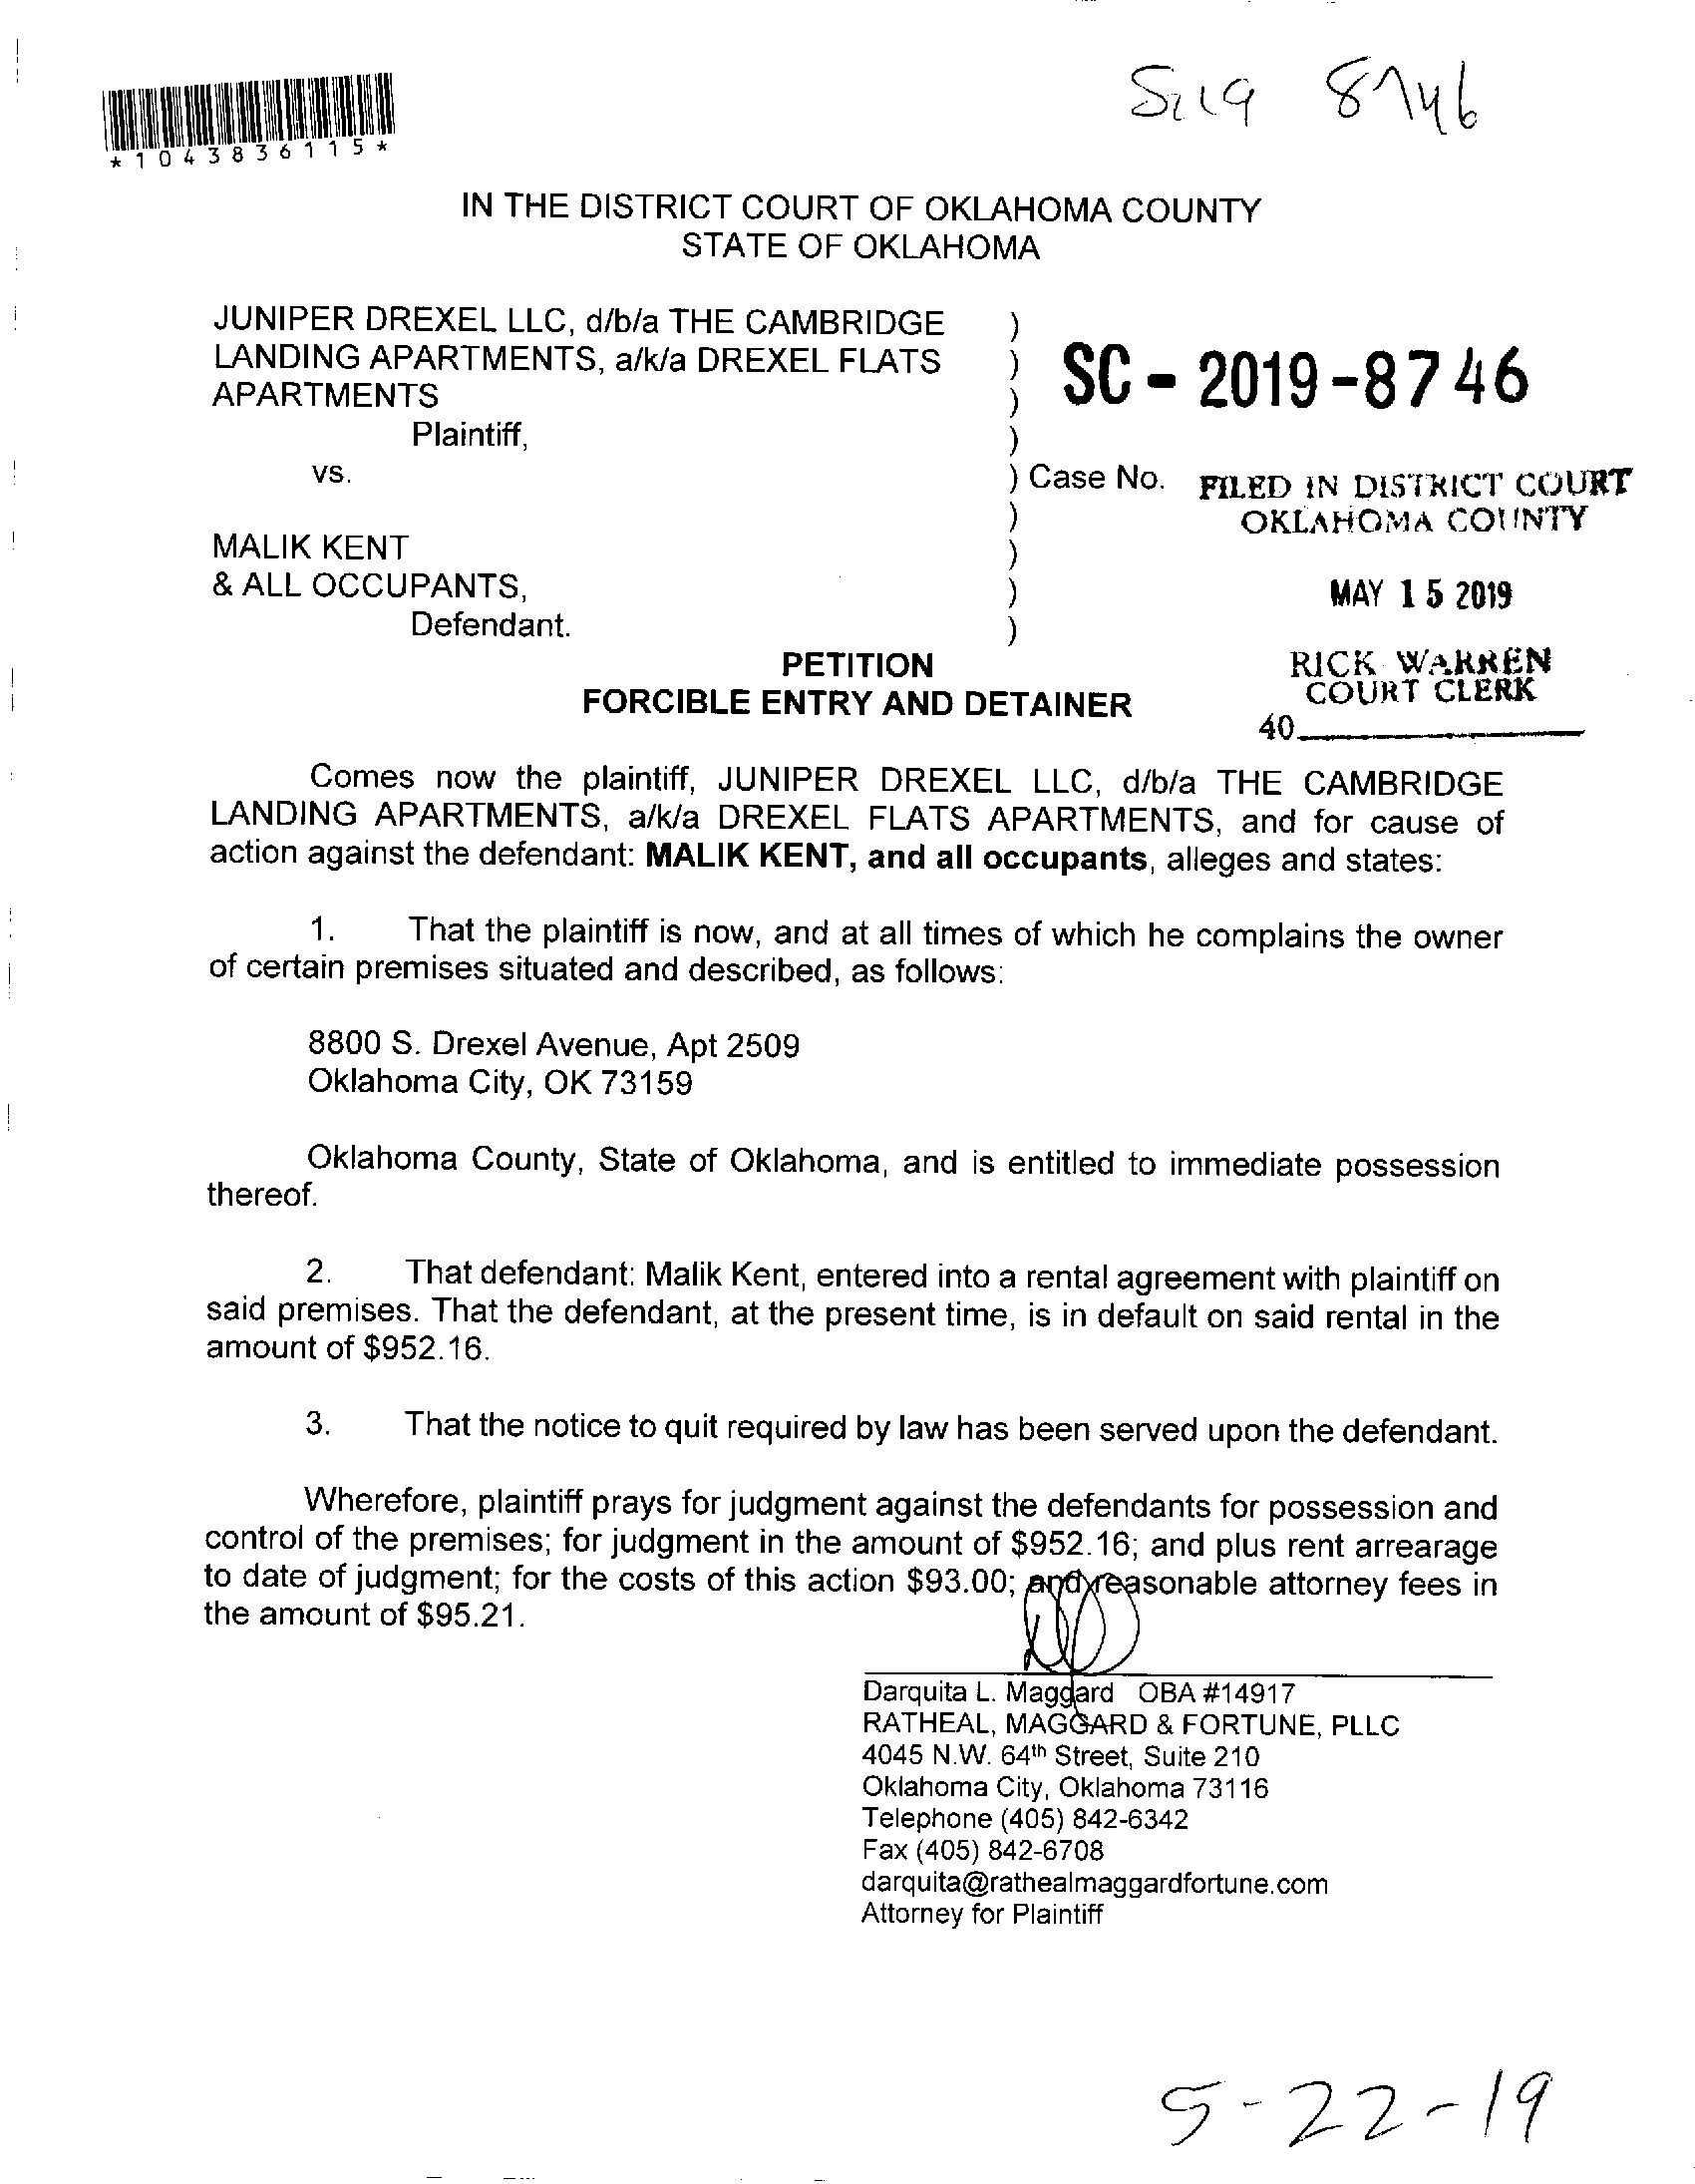 Sc19 8746
*1043836115*
IN THE DISTRICT COURT OF OKLAHOMA COUNTY
STATE OF OKLAHOMA
JUNIPER DREXEL LLC, d/b/a THE CAMBRIDGE )
LANDING APARTMENTS, a/k/a DREXEL FLATS )
APARTMENTS )
SC - 2019 - 8746
Plaintiff, )
vs. ) Case No.
FILED IN DISTRICT COURT
OKLAHOMA COUNTY
)
MALIK KENT )
& ALL OCCUPANTS, )
MAY 15 2019
Defendant. )
PETITION
FORCIBLE ENTRY AND DETAINER
RICK WARREN
COURT CLERK
40
Comes now the plaintiff, JUNIPER DREXEL LLC, d/b/a THE CAMBRIDGE
LANDING APARTMENTS, a/k/a DREXEL FLATS APARTMENTS, and for cause of
action against the defendant: MALIK KENT, and all occupants, alleges and states:
1. That the plaintiff is now, and at all times of which he complains the owner
of certain premises situated and described, as follows:
8800 S. Drexel Avenue, Apt 2509
Oklahoma City, OK 73159
Oklahoma County, State of Oklahoma, and is entitled to immediate possession
thereof.
2. That defendant: Malik Kent, entered into a rental agreement with plaintiff on
said premises. That the defendant, at the present time, is in default on said rental in the
amount of $952.16.
3. That the notice to quit required by law has been served upon the defendant.
Wherefore, plaintiff prays for judgment against the defendants for possession and
control of the premises; for judgment in the amount of $952.16; and plus rent arrearage
to date of judgment; for the costs of this action $93.00; and reasonable attorney fees in
the amount of $95.21.
Darquita L. Maggard OBA #14917
RATHEAL, MAGGARD & FORTUNE, PLLC
4045 N.W. 64th Street, Suite 210
Oklahoma City, Oklahoma 73116
Telephone (405) 842-6342
Fax (405) 842-6708
darquita@rathealmaggardfortune.com
Attorney for Plaintiff
5-22-19